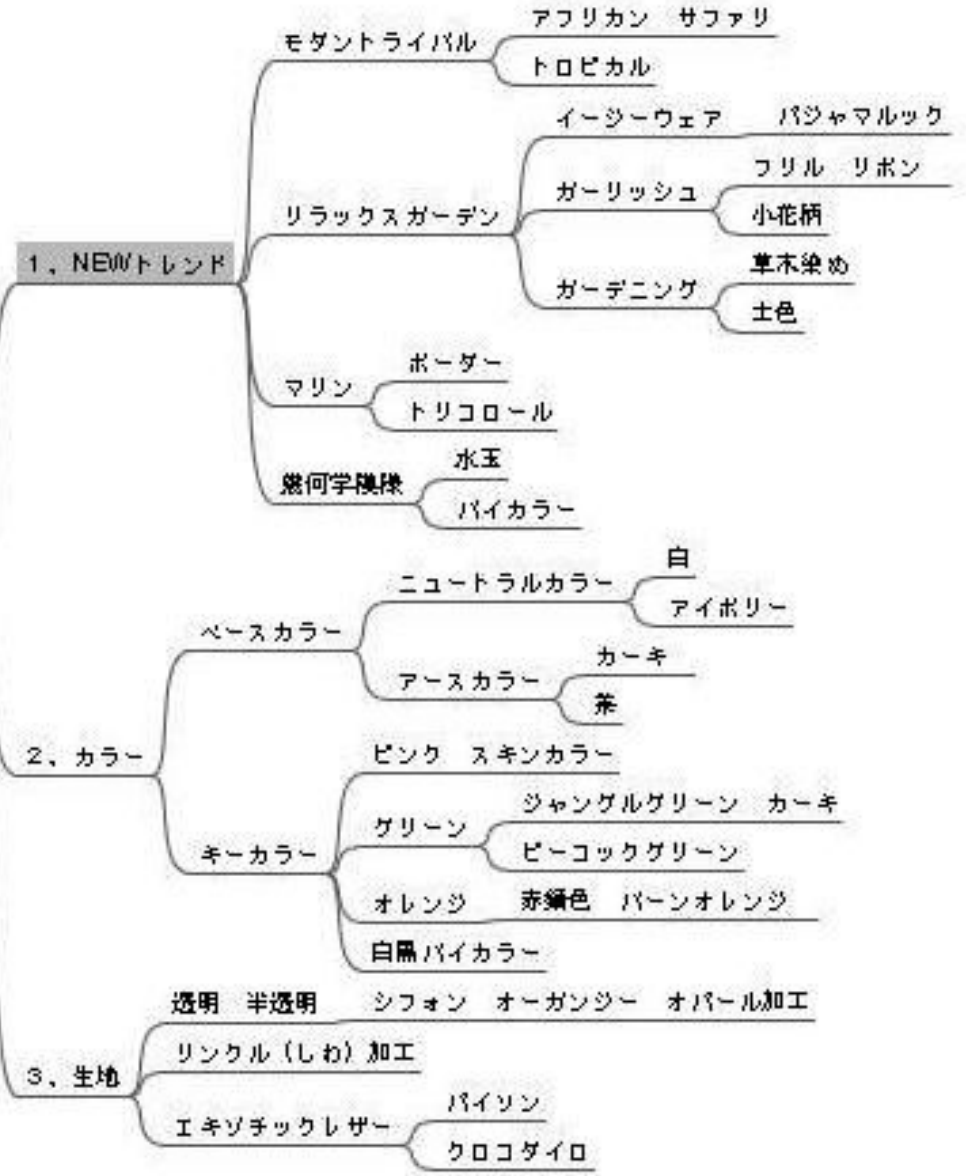 アフリカン　サファリ
モダントライバル
トロピカル
イージーウェア　パジャマルック
フリル　リボン
ガーリッシュ
小花柄
リラックスガーデン
草木染め
ガーデニング
土色
1、NEWトレンド
ボーダー
マリン
トリコロール
水玉
幾何学模様
バイカラー
白
ニュートラルカラー
アイボリー
ベースカラー
カーキ
アースカラー
茶
2、カラー
ピンク　スキンカラー
ジャングルグリーン　カーキ
グリーン
ピーコックグリーン
キーカラー
オレンジ　赤錆色　バーンオレンジ
白黒バイカラー
透明　半透明　シフォン　オーガンジー　オパール加工
リンクル（しわ）加工
3、生地
パイソン
エキゾチックレザー
クロコダイロ